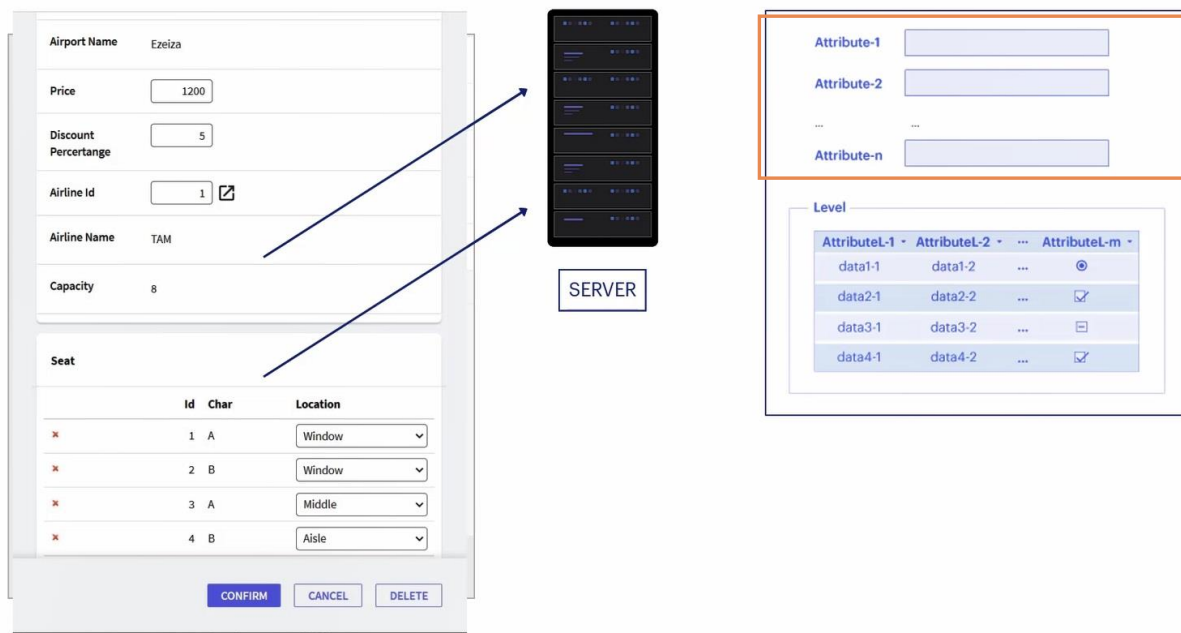 Airport Name Ezeiza
Price 1200
Discount 5
Percertange
Airline Id 1
Airline Name TAM
Capacity 8
Seat
Id Char Location
1 A Window
2 B Window
3 A Middle
4 B Aisle
CONFIRM CANCEL DELETE
SERVER
Attribute-1
Attribute-2
... ...
Attribute-n
Level
AttributeL-1 AttributeL-2 ... AttributeL-m
data1-1 data1-2 ...
data2-1 data2-2 ...
data3-1 data3-2 ...
data4-1 data4-2 ...